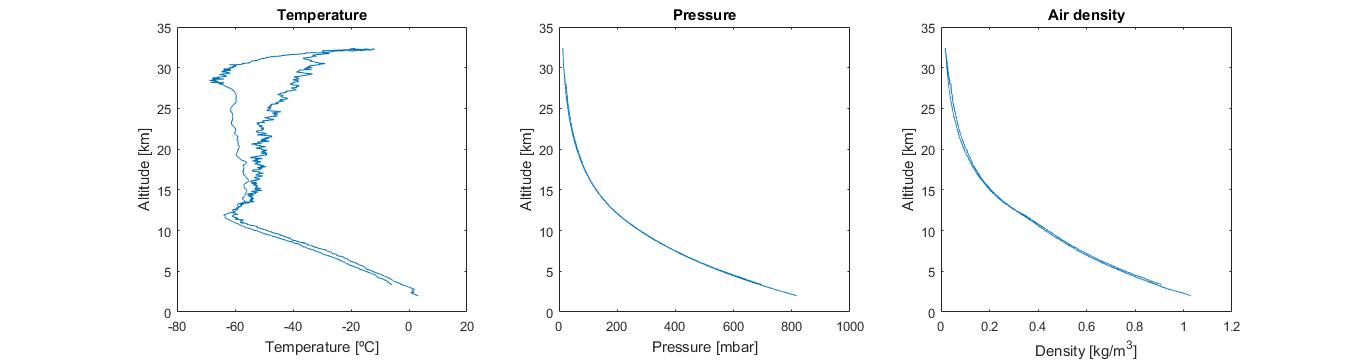 Temperature
35
30
25
20
15
10
5
0
Altitude [km]
-80 -60 -40 -20 0 20
Temperature [ºC]
Pressure
35
30
25
20
15
10
5
0
Altitude [km]
0 200 400 600 800 1000
Pressure [mbar]
Air density
35
30
25
20
15
10
5
0
Altitude [km]
0 0.2 0.4 0.6 0.8 1 1.2
Density [kg/m³]